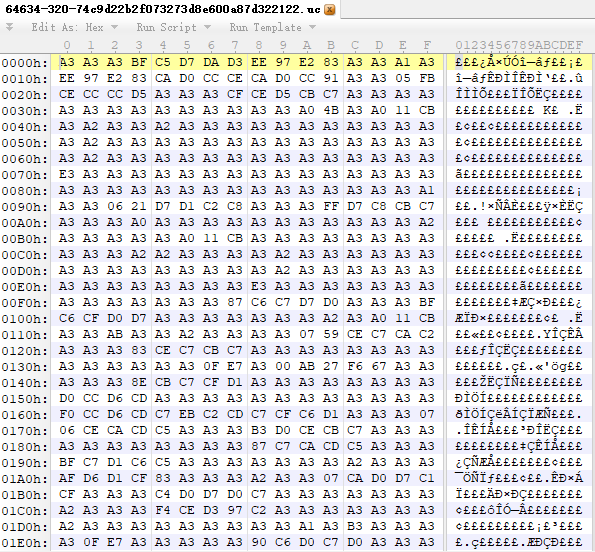 64634-320-74c9d22b2f073273d8e600a87d322122.uc
Edit As: Hex Run Script Run Template
0 1 2 3 4 5 6 7 8 9 A B C D E F 0123456789ABCDEF
0000h: A3 A3 A3 BF C5 D7 DA D3 EE 97 E2 83 A3 A3 A1 A3 £££¿Å×ÚÓî—âƒ££¡£
0010h: EE 97 E2 83 CA D0 CC CE CA D0 CC 91 A3 A3 05 FB î—âƒÊÐÌÎÊÐÌ‘££.û
0020h: CE CC CC D5 A3 A3 A3 CF CE D5 CB C7 A3 A3 A3 A3 ÎÌÌÕ£££ÏÎÕËÇ££££
0030h: A3 A3 A3 A3 A3 A3 A3 A3 A3 A3 A0 4B A3 A0 11 CB ££££££££££ K£ .Ë
0040h: A3 A2 A3 A3 A2 A3 A3 A3 A3 A3 A3 A3 A3 A3 A3 A3 £¢££¢£££££££££££
0050h: A3 A2 A3 A3 A3 A3 A3 A3 A3 A3 A3 A3 A3 A3 A3 A3 £¢££££££££££££££
0060h: A3 A2 A3 A3 A3 A3 A3 A3 A3 A3 A3 A3 A3 A3 A3 A3 £¢££££££££££££££
0070h: E3 A3 A3 A3 A3 A3 A3 A3 A3 A3 A3 A3 A3 A3 A3 A3 ã£££££££££££££££
0080h: A3 A3 A3 A3 A3 A3 A3 A3 A3 A3 A3 A3 A3 A3 A3 A1 £££££££££££££££¡
0090h: A3 A3 06 21 D7 D1 C2 C8 A3 A3 A3 FF D7 C8 CB C7 ££.!×ÑÂÈ£££ÿ×ÈËÇ
00A0h: A3 A3 A3 A0 A3 A3 A3 A3 A3 A3 A3 A3 A3 A3 A3 A2 £££ £££££££££££¢
00B0h: A3 A3 A3 A3 A3 A0 11 CB A3 A3 A3 A3 A3 A3 A3 A3 £££££ .Ë££££££££
00C0h: A3 A3 A3 A2 A2 A3 A3 A3 A3 A2 A3 A3 A3 A3 A3 A3 £££¢¢££££¢££££££
00D0h: A3 A3 A3 A3 A3 A3 A3 A3 A3 A2 A3 A3 A3 A3 A3 A3 £££££££££¢££££££
00E0h: A3 A3 A3 A3 A3 A3 A3 A3 E3 A3 A3 A3 A3 A3 A3 A3 ££££££££ã£££££££
00F0h: A3 A3 A3 A3 A3 A3 A3 87 C6 C7 D7 D0 A3 A3 A3 BF £££££££‡ÆÇ×У££¿
0100h: C6 CF D0 D7 A3 A3 A3 A3 A3 A3 A3 A2 A3 A0 11 CB ÆÏÐ×£££££££¢£ .Ë
0110h: A3 A3 AB A3 A3 A2 A3 A3 A3 A3 07 59 CE C7 CA C2 ££«££¢££££.YÎÇÊÂ
0120h: A3 A3 A3 83 CE C7 CB C7 A3 A3 A3 A3 A3 A3 A3 A3 £££ƒÎÇËÇ££££££££
0130h: A3 A3 A3 A3 A3 A3 0F E7 A3 00 AB 27 F6 67 A3 A3 ££££££.ç£.«'ög££
0140h: A3 A3 A3 8E CB C7 CF D1 A3 A3 A3 A3 A3 A3 A3 A3 £££ŽËÇÏÑ££££££££
0150h: D0 CC D6 CD A3 A3 A3 A3 A3 A3 A3 A3 A3 A3 A3 A3 ÐÌÖÍ££££££££££££
0160h: F0 CC D6 CD C7 EB C2 CD C7 CF C6 D1 A3 A3 A3 07 ðÌÖÍÇëÂÍÇÏÆÑ£££.
0170h: 06 CE CA CD C5 A3 A3 A3 B3 D0 CE CB C7 A3 A3 A3 .ÎÊÍÅ£££³ÐÎËÇ£££
0180h: A3 A3 A3 A3 A3 A3 A3 A3 87 C7 CA CD C5 A3 A3 A3 ££££££££‡ÇÊÍÅ£££
0190h: BF C7 D1 C6 C5 A3 A3 A3 A3 A3 A3 A3 A2 A3 A3 A3 ¿ÇÑÆÅ£££££££¢£££
01A0h: AF D6 D1 CF 83 A3 A3 A3 A2 A3 A3 07 CA D0 D7 C1 ¯ÖÑσ£££¢££.ÊÐ×Á
01B0h: CF A3 A3 A3 C4 D0 D7 D0 C7 A3 A3 A3 A3 A3 A3 A3 Ï£££ÄÐ×ÐÇ£££££££
01C0h: A2 A3 A3 A3 F4 CE D3 97 C2 A3 A3 A3 A3 A3 A3 A3 ¢£££ôÎÓ—£££££££
01D0h: A2 A3 A3 A3 A3 A3 A3 A3 A3 A3 A1 A3 B3 A3 A3 A3 ¢£££££££££¡£³£££
01E0h: A3 0F E7 A3 A3 A3 A3 A3 90 C6 D0 C7 D0 A3 A3 A3 £.磣£££.ÆÐÇУ££